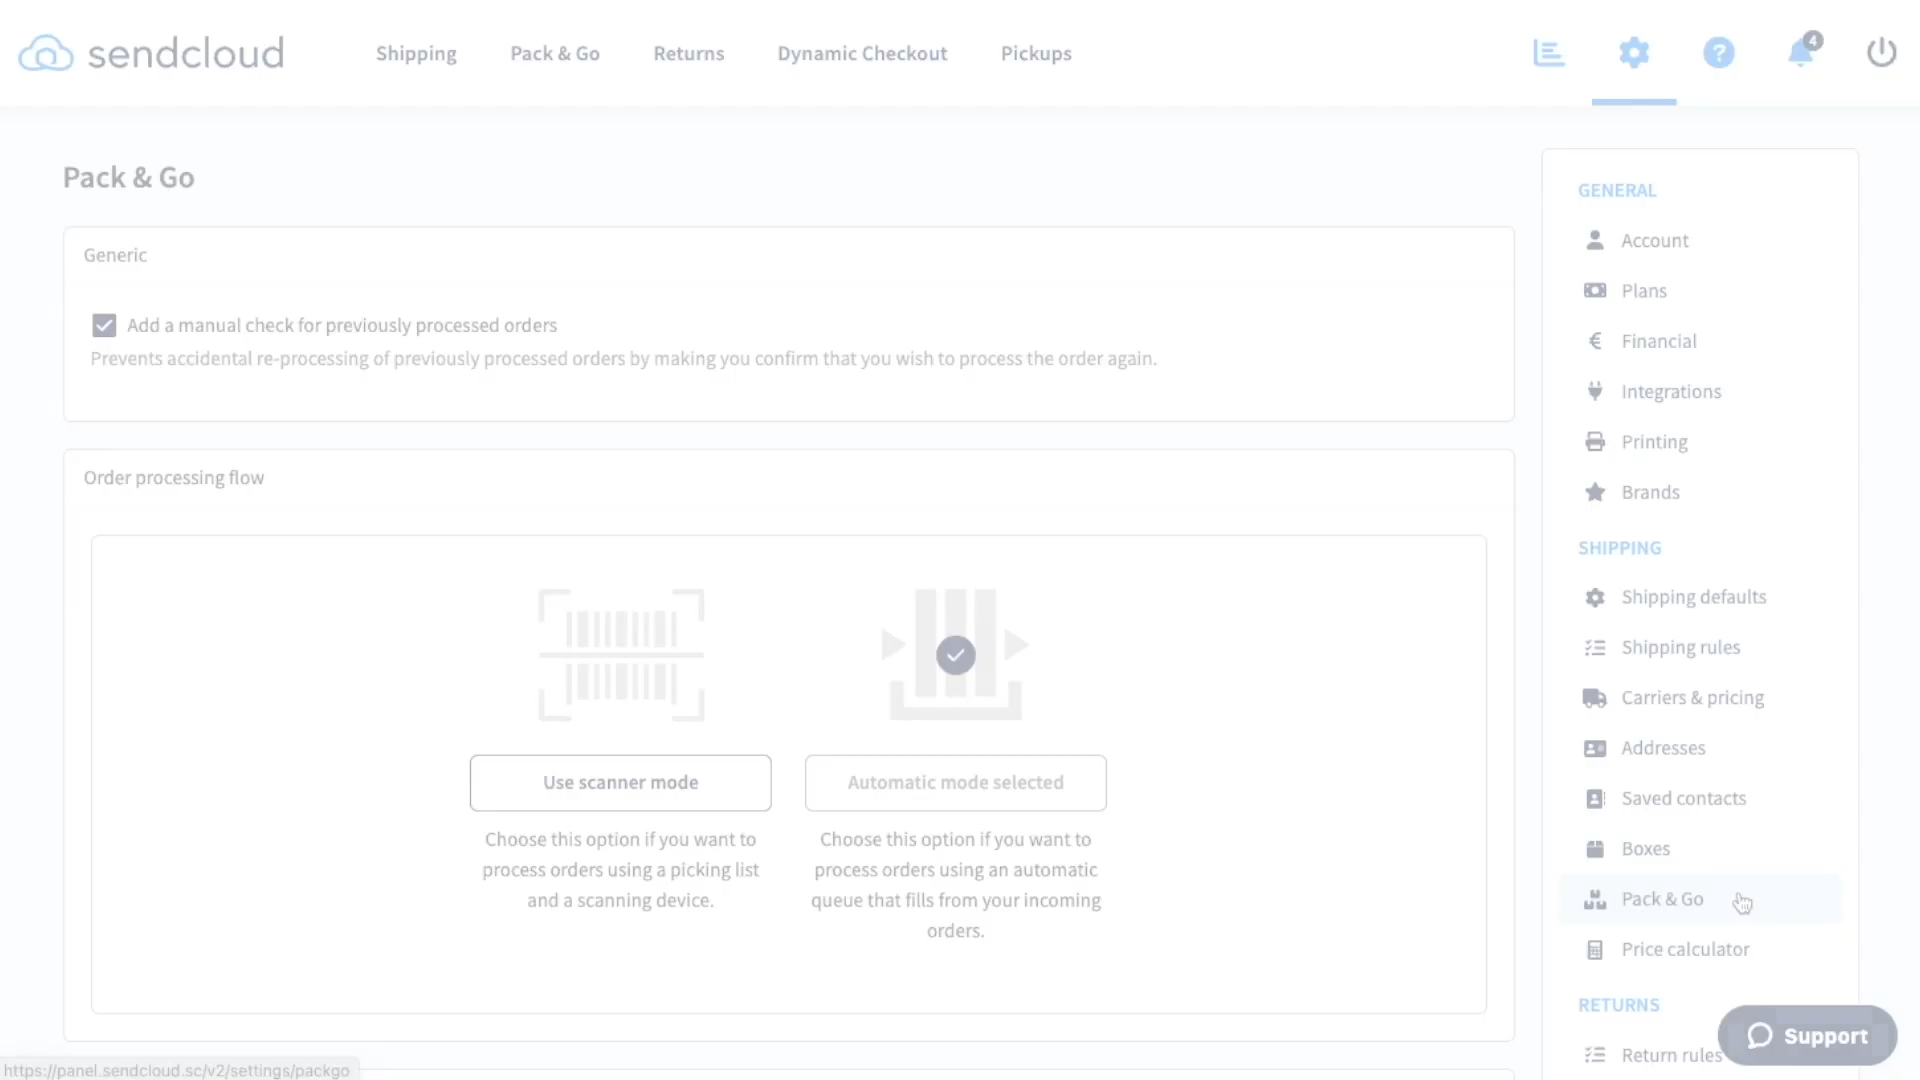 sendcloud
Shipping
Pack & Go
Returns
Dynamic Checkout
Pickups
4
Pack & Go
Generic
Add a manual check for previously processed orders
Prevents accidental re-processing of previously processed orders by making you confirm that you wish to process the order again.
Order processing flow
Use scanner mode
Choose this option if you want to
process orders using a picking list
and a scanning device.
Automatic mode selected
Choose this option if you want to
process orders using an automatic
queue that fills from your incoming
orders.
GENERAL
Account
Plans
Financial
Integrations
Printing
Brands
SHIPPING
Shipping defaults
Shipping rules
Carriers & pricing
Addresses
Saved contacts
Boxes
Pack & Go
Price calculator
RETURNS
Return rules
Support
https://panel.sendcloud.sc/v2/settings/packgo